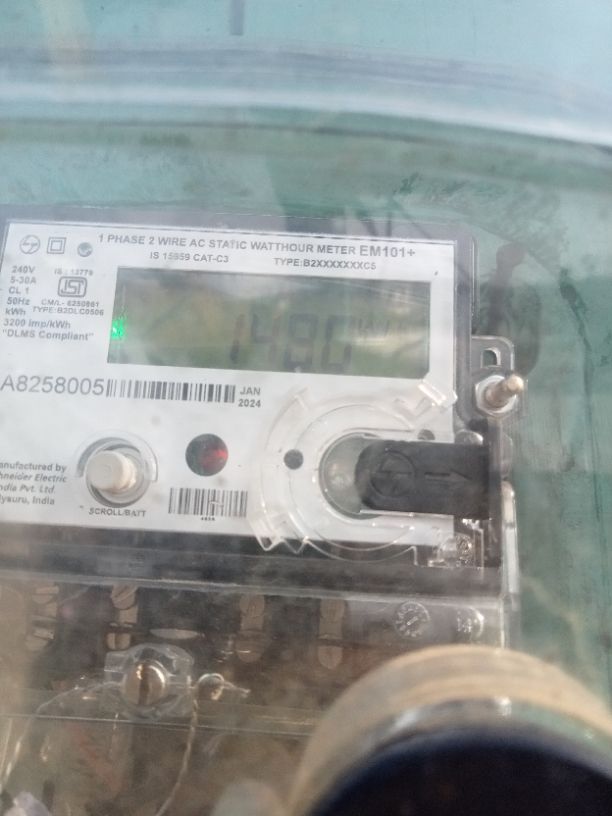 1 PHASE 2 WIRE AC STATIC WATTHOUR METER EM101+
IS 15959 CAT-C3 TYPE:B2XXXXXXXC5
240V
5-30A
CL 1
50Hz
kWh
3200 imp/kWh
"DLMS Compliant"
IS : 13779
ISI
CM/L- 6250861
TYPE:B2DLC0506
1480
A8258005
JAN
2024
anufactured by
hneider Electric
ndia Pvt. Ltd.
ysuru, India
SCROLL/BATT